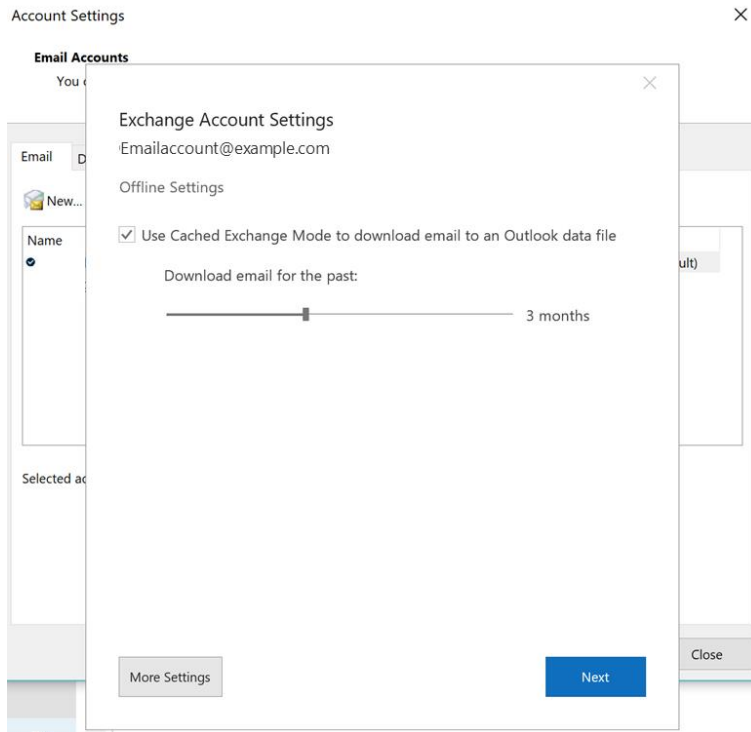 Account Settings
Email Accounts
You
Exchange Account Settings
Emailaccount@example.com
Offline Settings
Email
D
New...
Use Cached Exchange Mode to download email to an Outlook data file
Name
ult)
Download email for the past:
3 months
Selected ac
More Settings
Next
Close